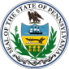 SEAL OF THE STATE OF PENNSYLVANIA